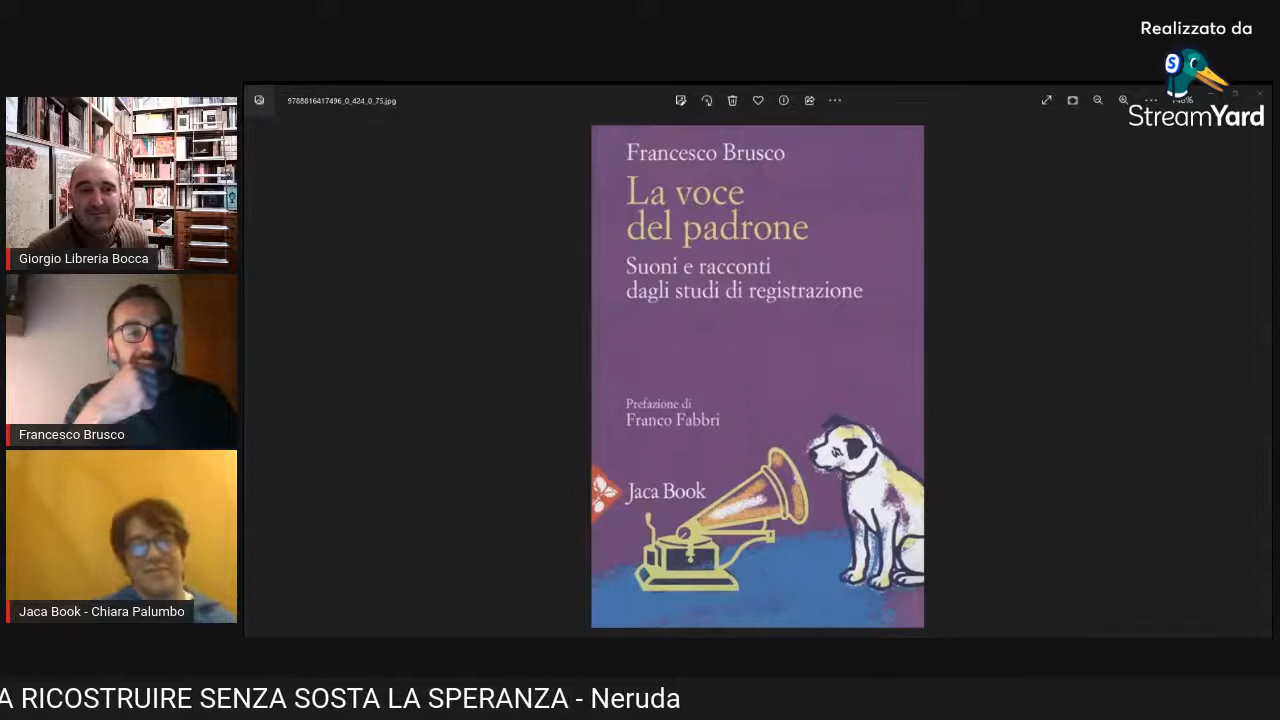 Realizzato da
StreamYard
9788816417496_0_424_0_75.jpg
Giorgio Libreria Bocca
Francesco Brusco
Jaca Book - Chiara Palumbo
Francesco Brusco
La voce
del padrone
Suoni e racconti
dagli studi di registrazione
Prefazione di
Franco Fabbri
Jaca Book
A RICOSTRUIRE SENZA SOSTA LA SPERANZA - Neruda